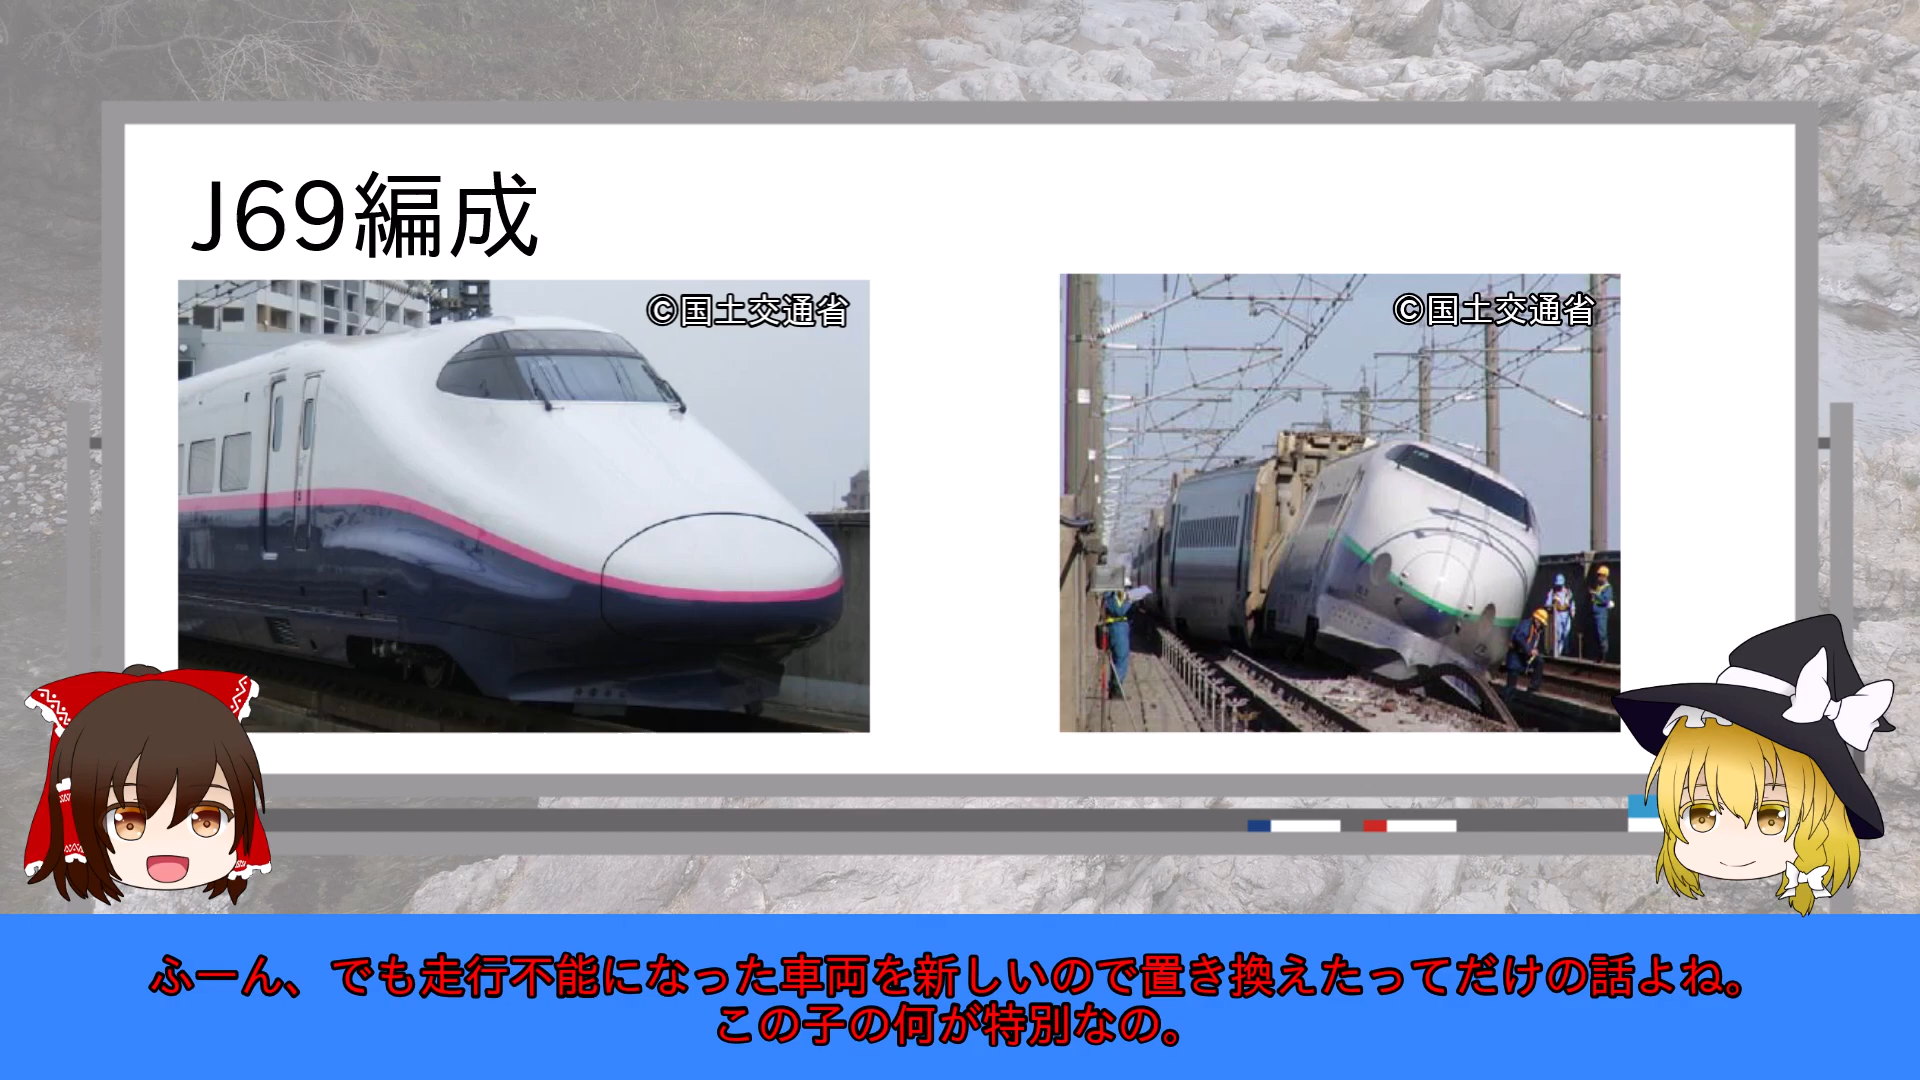 J69編成
©国土交通省
©国土交通省
ふーん、でも走行不能になった車両を新しいので置き換えたってだけの話よね。
この子の何が特別なの。